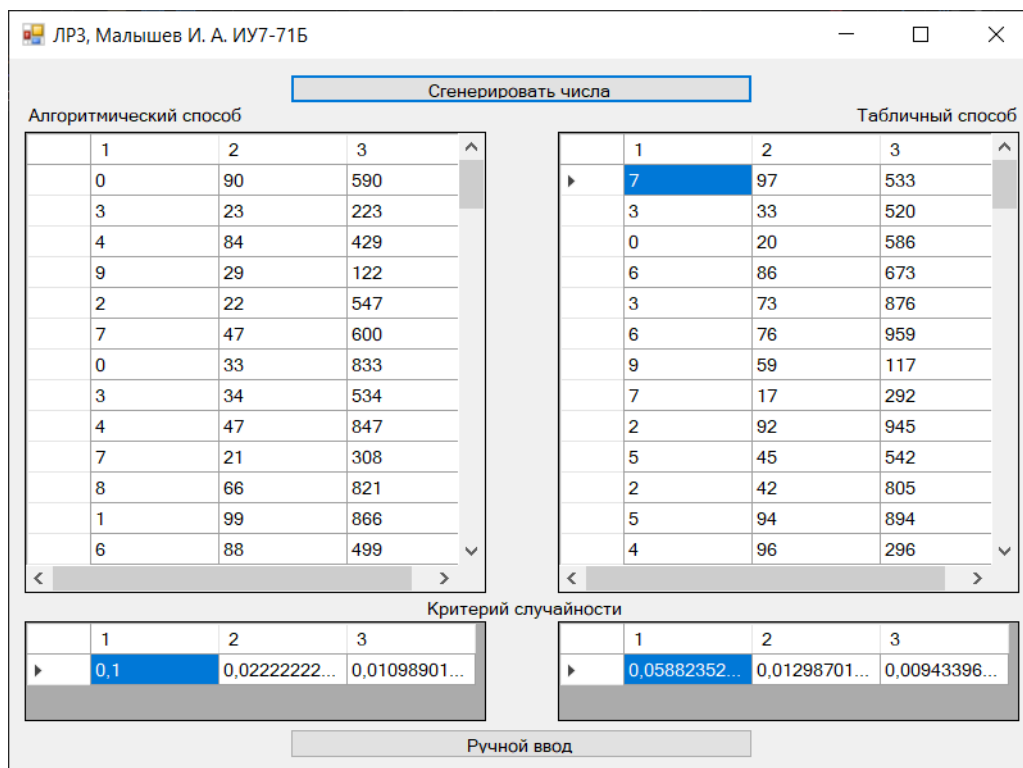 ЛР3, Малышев И. А. ИУ7-71Б
Сгенерировать числа
Алгоритмический способ
Табличный способ
1 2 3
0 90 590
3 23 223
4 84 429
9 29 122
2 22 547
7 47 600
0 33 833
3 34 534
4 47 847
7 21 308
8 66 821
1 99 866
6 88 499
1 2 3
7 97 533
3 33 520
0 20 586
6 86 673
3 73 876
6 76 959
9 59 117
7 17 292
2 92 945
5 45 542
2 42 805
5 94 894
4 96 296
Критерий случайности
1 2 3
0,1 0,02222222... 0,01098901...
1 2 3
0,05882352... 0,01298701... 0,00943396...
Ручной ввод